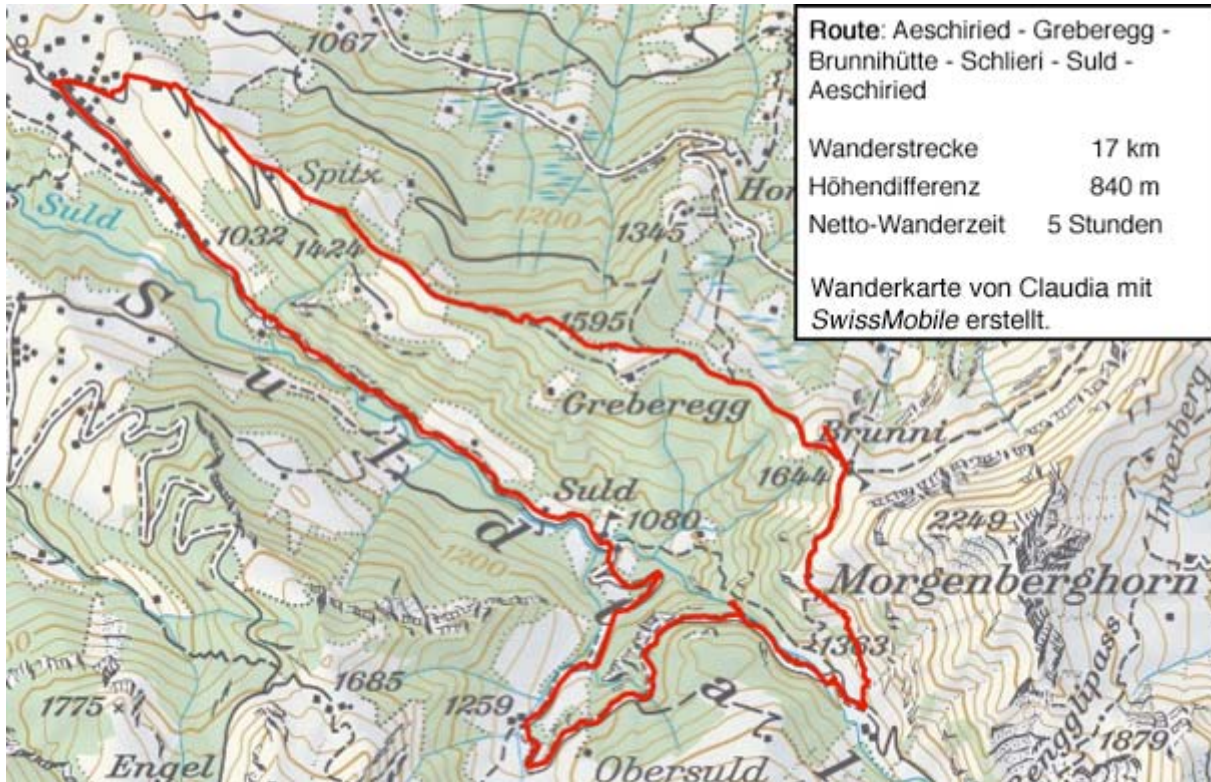 Route: Aeschiried - Greberegg -
Brunnihütte - Schlieri - Suld -
Aeschiried
Wanderstrecke 17 km
Höhendifferenz 840 m
Netto-Wanderzeit 5 Stunden
Wanderkarte von Claudia mit
SwissMobile erstellt.
1200
1067
Spitz
Suld
1200
1345
1032
1424
1595
Greberegg
Brunni
1644
Suld
1080
2249
Innerberg
1200
Morgenberghorn
1363
Suldtal
1685
1775
1259
1879
Engel
Obersuld